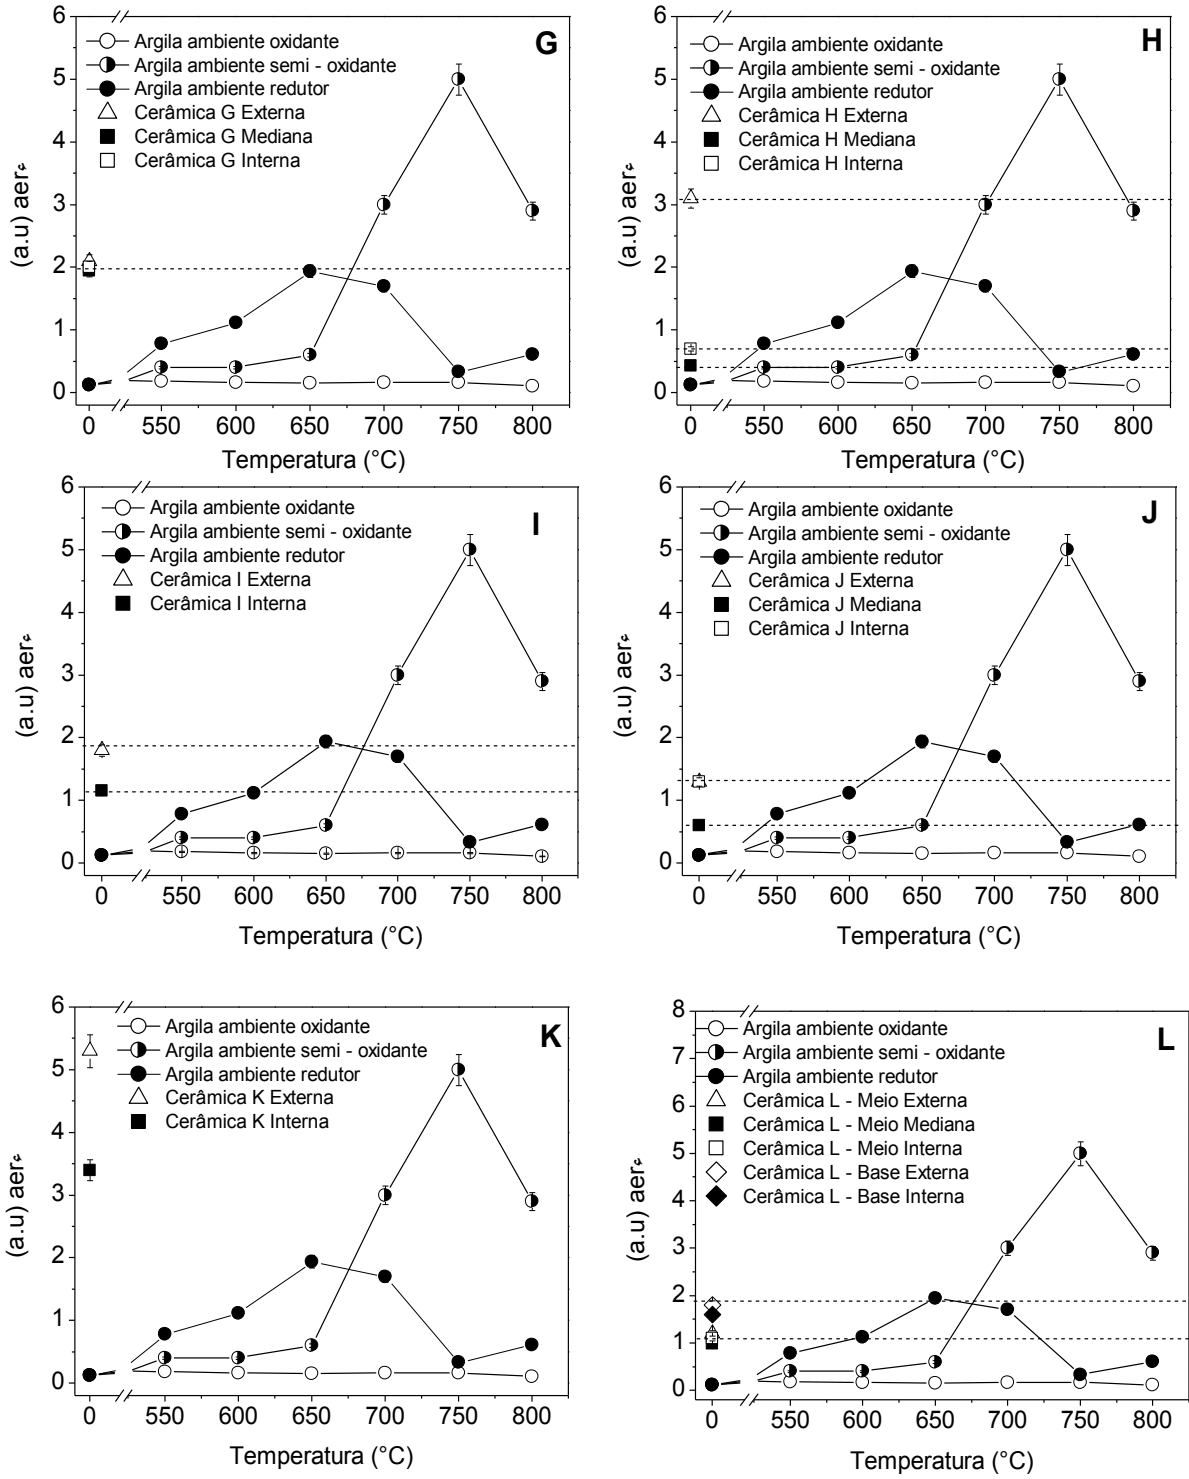 G
Argila ambiente oxidante
Argila ambiente semi - oxidante
Argila ambiente redutor
Cerâmica G Externa
Cerâmica G Mediana
Cerâmica G Interna
6
5
4
3
2
1
0
0 550 600 650 700 750 800
Temperatura (°C)
(a.u) aer
H
Argila ambiente oxidante
Argila ambiente semi - oxidante
Argila ambiente redutor
Cerâmica H Externa
Cerâmica H Mediana
Cerâmica H Interna
6
5
4
3
2
1
0
0 550 600 650 700 750 800
Temperatura (°C)
(a.u) aer
I
Argila ambiente oxidante
Argila ambiente semi - oxidante
Argila ambiente redutor
Cerâmica I Externa
Cerâmica I Interna
6
5
4
3
2
1
0
0 550 600 650 700 750 800
Temperatura (°C)
(a.u) aer
J
Argila ambiente oxidante
Argila ambiente semi - oxidante
Argila ambiente redutor
Cerâmica J Externa
Cerâmica J Mediana
Cerâmica J Interna
6
5
4
3
2
1
0
0 550 600 650 700 750 800
Temperatura (°C)
(a.u) aer
K
Argila ambiente oxidante
Argila ambiente semi - oxidante
Argila ambiente redutor
Cerâmica K Externa
Cerâmica K Interna
6
5
4
3
2
1
0
0 550 600 650 700 750 800
Temperatura (°C)
(a.u) aer
L
Argila ambiente oxidante
Argila ambiente semi - oxidante
Argila ambiente redutor
Cerâmica L - Meio Externa
Cerâmica L - Meio Mediana
Cerâmica L - Meio Interna
Cerâmica L - Base Externa
Cerâmica L - Base Interna
8
7
6
5
4
3
2
1
0
0 550 600 650 700 750 800
Temperatura (°C)
(a.u) aer